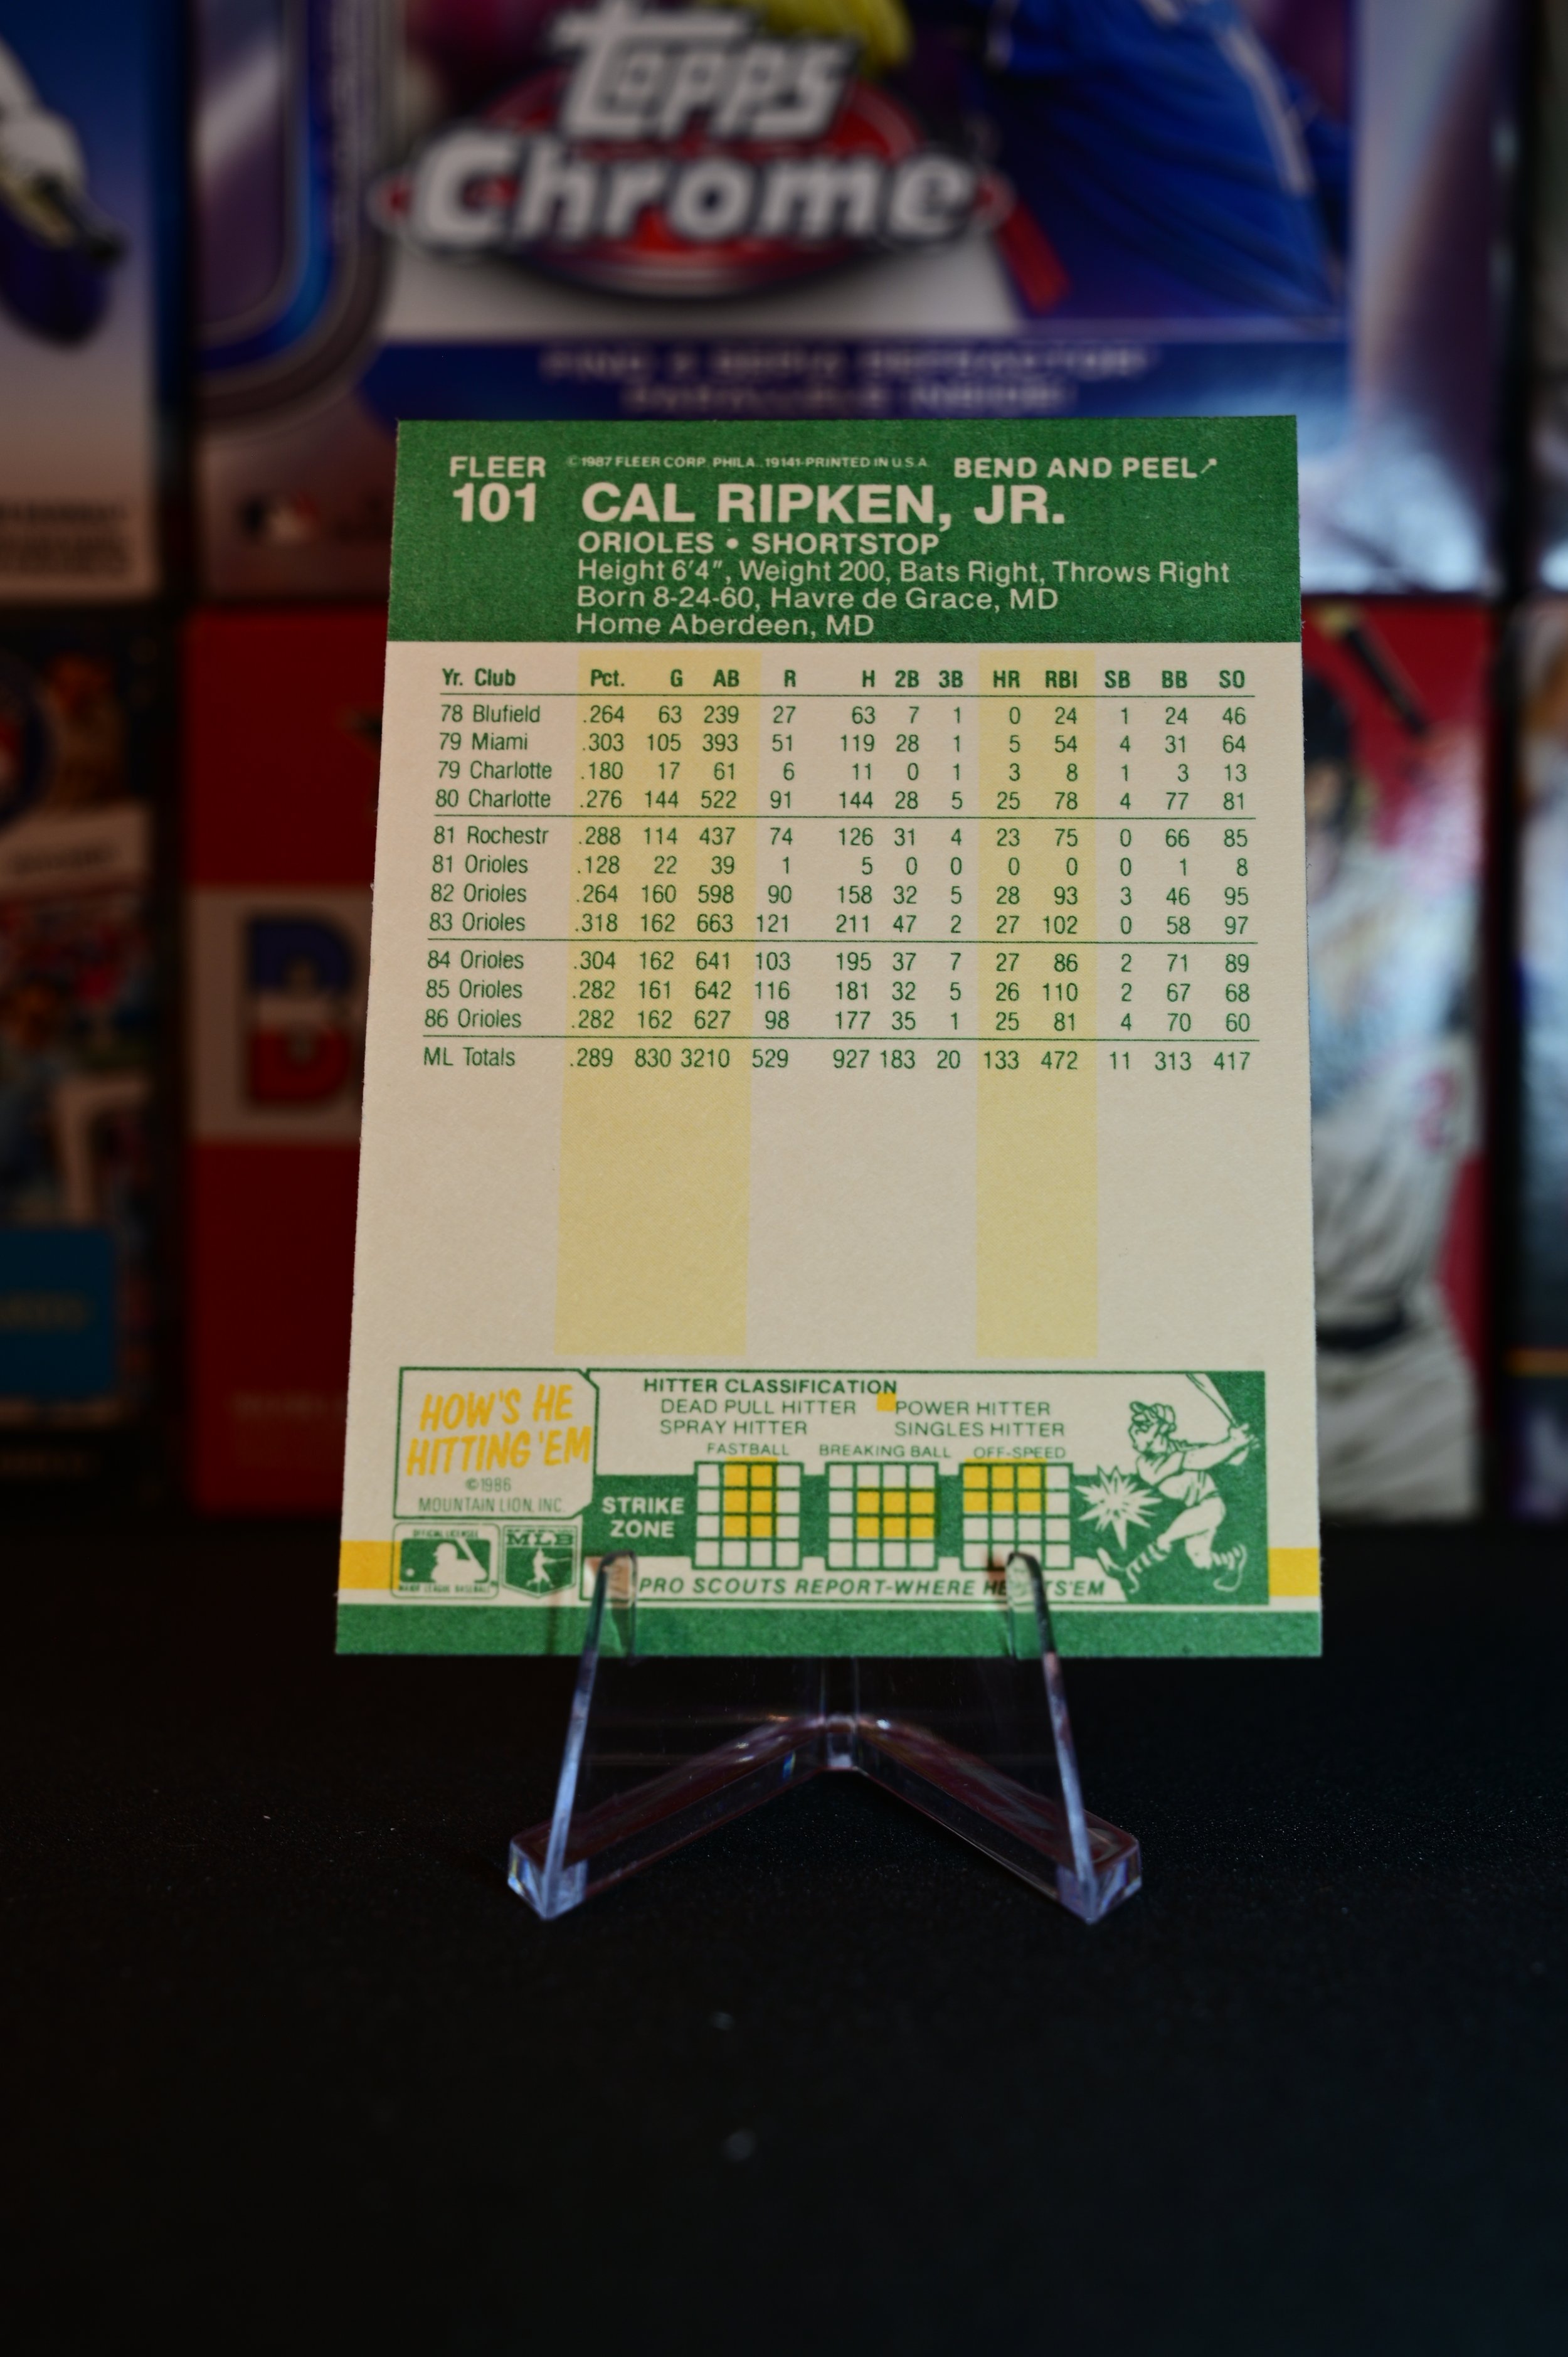 Topps
Chrome
FLEER ©1987 FLEER CORP. PHILA. 19141-PRINTED IN U.S.A. BEND AND PEEL↗
101 CAL RIPKEN, JR.
ORIOLES • SHORTSTOP
Height 6'4", Weight 200, Bats Right, Throws Right
Born 8-24-60, Havre de Grace, MD
Home Aberdeen, MD
Yr. Club Pct. G AB R H 2B 3B HR RBI SB BB SO
78 Blufield .264 63 239 27 63 7 1 0 24 1 24 46
79 Miami .303 105 393 51 119 28 1 5 54 4 31 64
79 Charlotte .180 17 61 6 11 0 1 3 8 1 3 13
80 Charlotte .276 144 522 91 144 28 5 25 78 4 77 81
81 Rochestr .288 114 437 74 126 31 4 23 75 0 66 85
81 Orioles .128 22 39 1 5 0 0 0 0 0 1 8
82 Orioles .264 160 598 90 158 32 5 28 93 3 46 95
83 Orioles .318 162 663 121 211 47 2 27 102 0 58 97
84 Orioles .304 162 641 103 195 37 7 27 86 2 71 89
85 Orioles .282 161 642 116 181 32 5 26 110 2 67 68
86 Orioles .282 162 627 98 177 35 1 25 81 4 70 60
ML Totals .289 830 3210 529 927 183 20 133 472 11 313 417
HOW'S HE
HITTING 'EM
©1986
MOUNTAIN LION, INC.
HITTER CLASSIFICATION
DEAD PULL HITTER POWER HITTER
SPRAY HITTER SINGLES HITTER
FASTBALL BREAKING BALL OFF-SPEED
STRIKE
ZONE
OFFICIAL LICENSEE
MAJOR LEAGUE BASEBALL
MLB
PRO SCOUTS REPORT-WHERE HE TS'EM